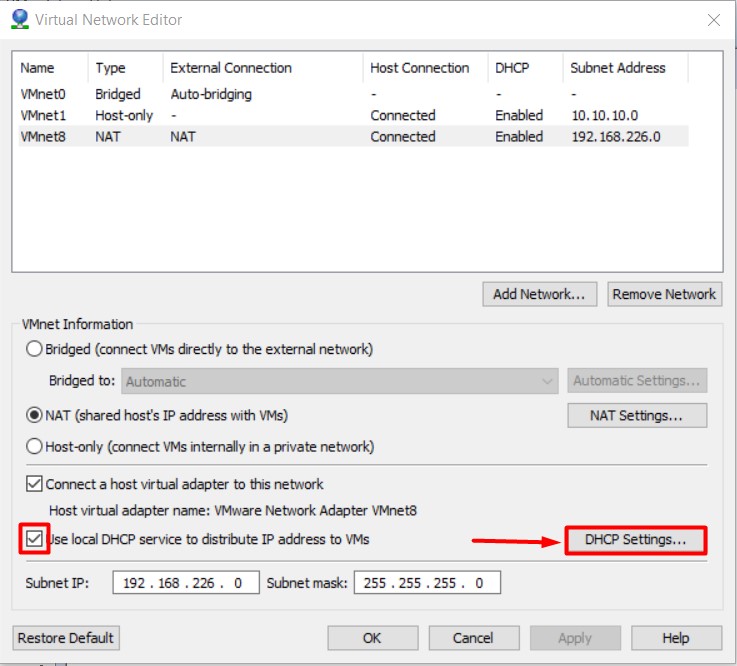 Virtual Network Editor
Name Type External Connection Host Connection DHCP Subnet Address
VMnet0 Bridged Auto-bridging - - -
VMnet1 Host-only - Connected Enabled 10.10.10.0
VMnet8 NAT NAT Connected Enabled 192.168.226.0
Add Network... Remove Network
VMnet Information
Bridged (connect VMs directly to the external network)
Bridged to: Automatic Automatic Settings...
NAT (shared host's IP address with VMs) NAT Settings...
Host-only (connect VMs internally in a private network)
Connect a host virtual adapter to this network
Host virtual adapter name: VMware Network Adapter VMnet8
Use local DHCP service to distribute IP address to VMs DHCP Settings...
Subnet IP: 192 . 168 . 226 . 0 Subnet mask: 255 . 255 . 255 . 0
Restore Default OK Cancel Apply Help